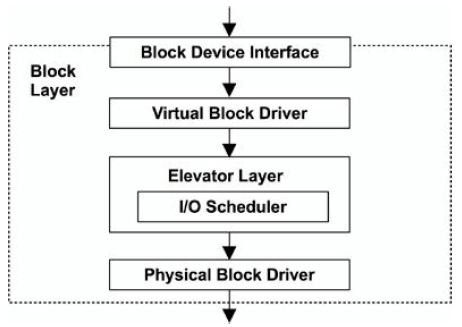 Block Device Interface
Block
Layer
Virtual Block Driver
Elevator Layer
I/O Scheduler
Physical Block Driver